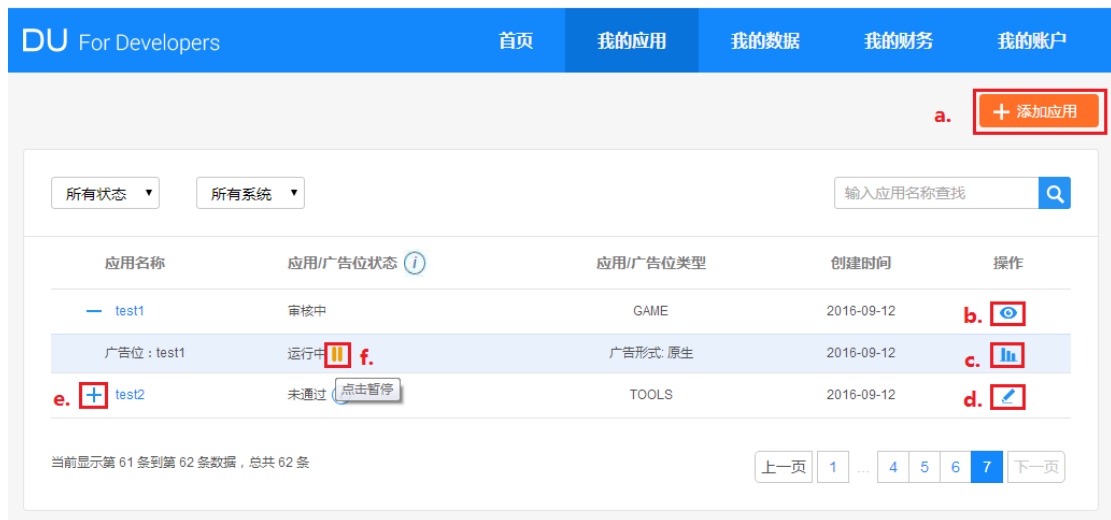 DU For Developers 首页 我的应用 我的数据 我的财务 我的账户
a. 添加应用
所有状态 所有系统 输入应用名称查找
应用名称 应用/广告位状态 i 应用/广告位类型 创建时间 操作
test1 审核中 GAME 2016-09-12 b.
广告位：test1 运行中 f. 广告形式: 原生 2016-09-12 c.
e. test2 未通过 点击暂停 TOOLS 2016-09-12 d.
当前显示第 61 条到第 62 条数据，总共 62 条 上一页 1 ... 4 5 6 7 下一页